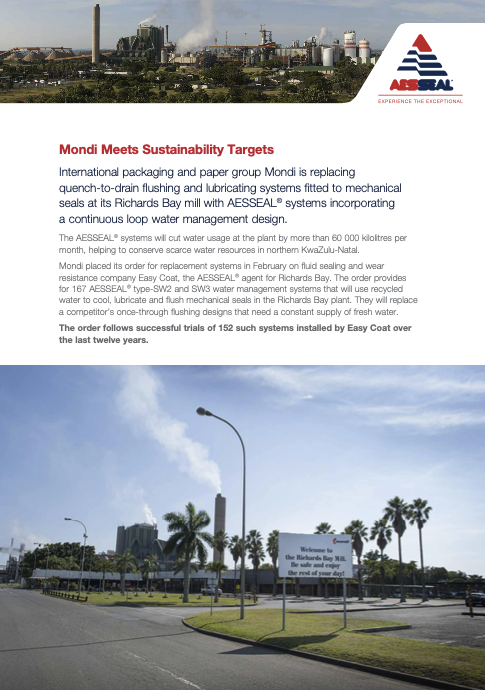 AESSEAL
EXPERIENCE THE EXCEPTIONAL
Mondi Meets Sustainability Targets
International packaging and paper group Mondi is replacing
quench-to-drain flushing and lubricating systems fitted to mechanical
seals at its Richards Bay mill with AESSEAL® systems incorporating
a continuous loop water management design.
The AESSEAL® systems will cut water usage at the plant by more than 60 000 kilolitres per
month, helping to conserve scarce water resources in northern KwaZulu-Natal.
Mondi placed its order for replacement systems in February on fluid sealing and wear
resistance company Easy Coat, the AESSEAL® agent for Richards Bay. The order provides
for 167 AESSEAL® type-SW2 and SW3 water management systems that will use recycled
water to cool, lubricate and flush mechanical seals in the Richards Bay plant. They will replace
a competitor's once-through flushing designs that need a constant supply of fresh water.
The order follows successful trials of 152 such systems installed by Easy Coat over
the last twelve years.
Welcome to
the Richards Bay Mill.
Be safe and enjoy
the rest of your day!